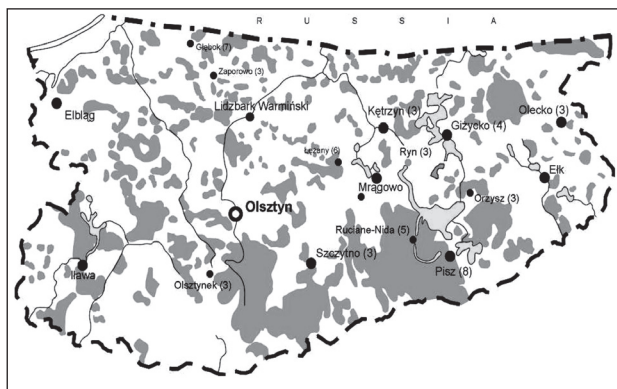 R U S S I A
Głębok (7)
Zaporowo (3)
Elbląg
Lidzbark Warmiński
Kętrzyn (3)
Giżycko (4)
Olecko (3)
Łężany (6)
Ryn (3)
Mrągowo
Ełk
Orzysz (3)
Olsztyn
Ruciane-Nida (5)
Szczytno (3)
Pisz (8)
Iława
Olsztynek (3)